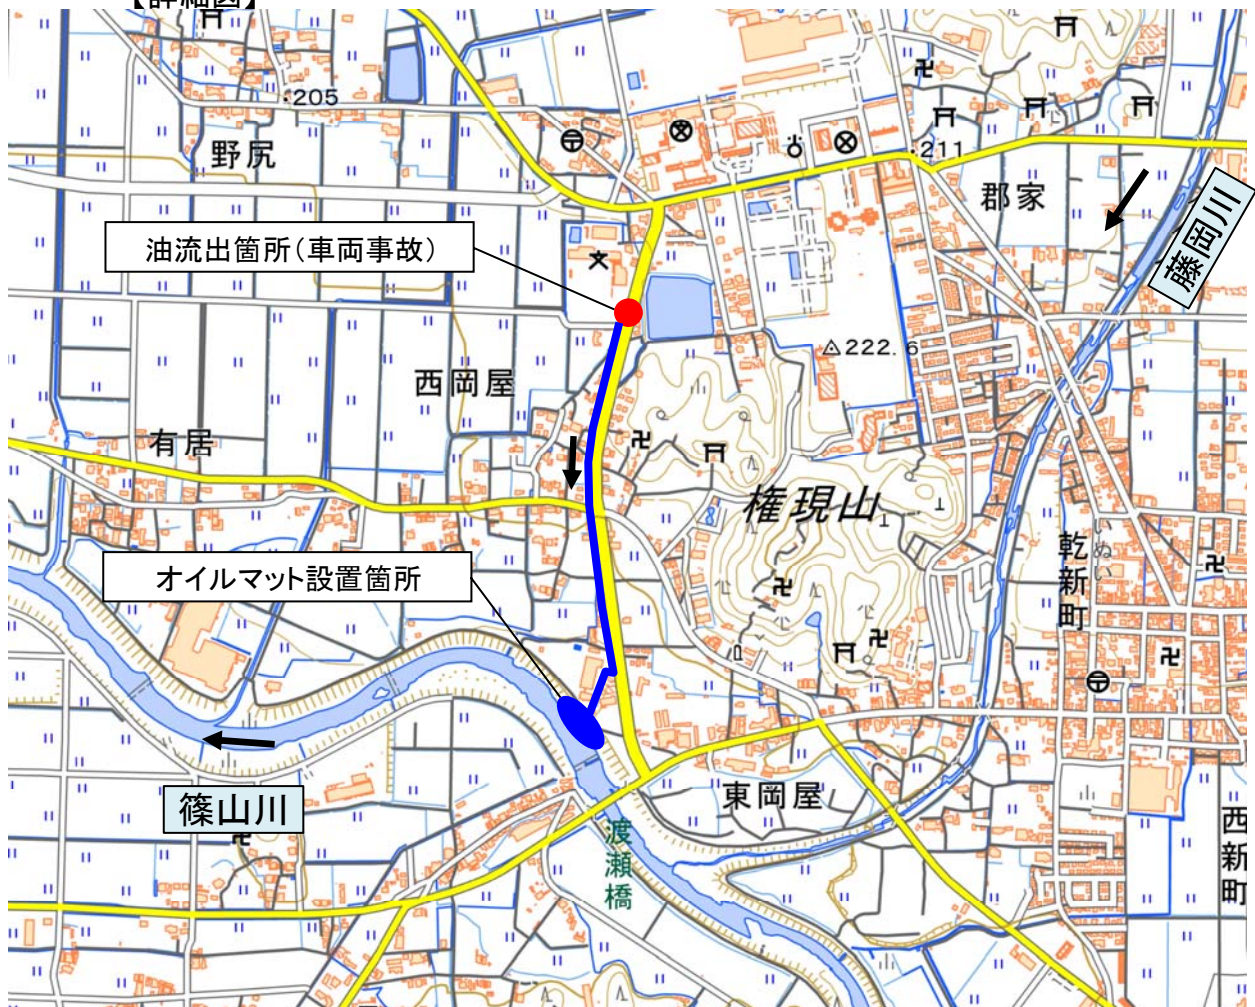 【詳細図】
205
野尻
211
郡家
藤岡川
油流出箇所(車両事故)
222.6
西岡屋
有居
権現山
乾新町
いぬい
オイルマット設置箇所
東岡屋
篠山川
渡瀬橋
西新町